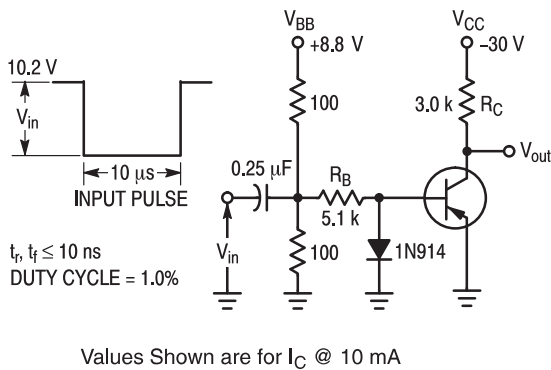 V_BB
+8.8 V
V_CC
–30 V
10.2 V
V_in
10 μs
INPUT PULSE
100
3.0 k
R_C
V_out
0.25 μF
R_B
5.1 k
V_in
100
1N914
t_r, t_f ≤ 10 ns
DUTY CYCLE = 1.0%
Values Shown are for I_C @ 10 mA